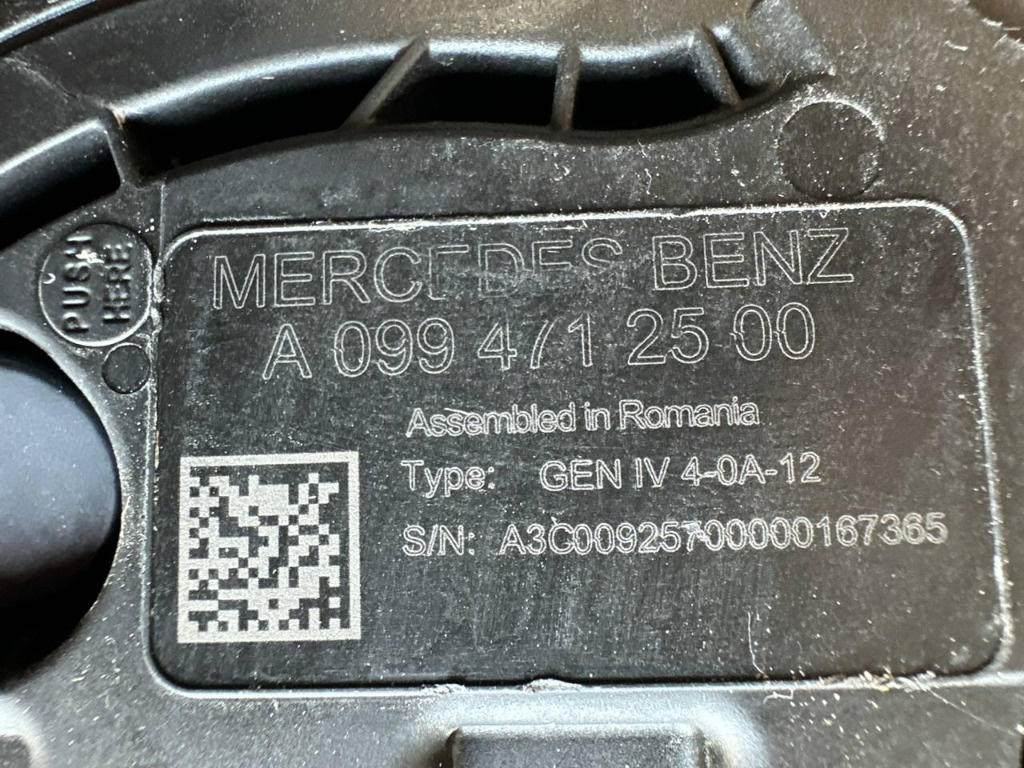 PUSH
HERE
MERCEDES BENZ
A 099 471 25 00
Assembled in Romania
Type: GEN IV 4-0A-12
S/N: A3C00925700000167365